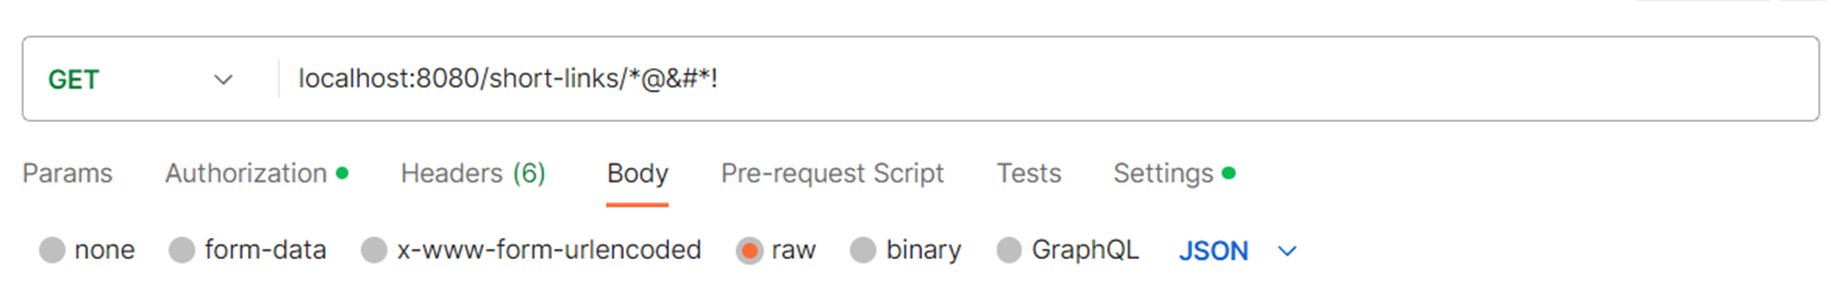 GET localhost:8080/short-links/*@&#*!
Params Authorization Headers (6) Body Pre-request Script Tests Settings
none form-data x-www-form-urlencoded raw binary GraphQL JSON